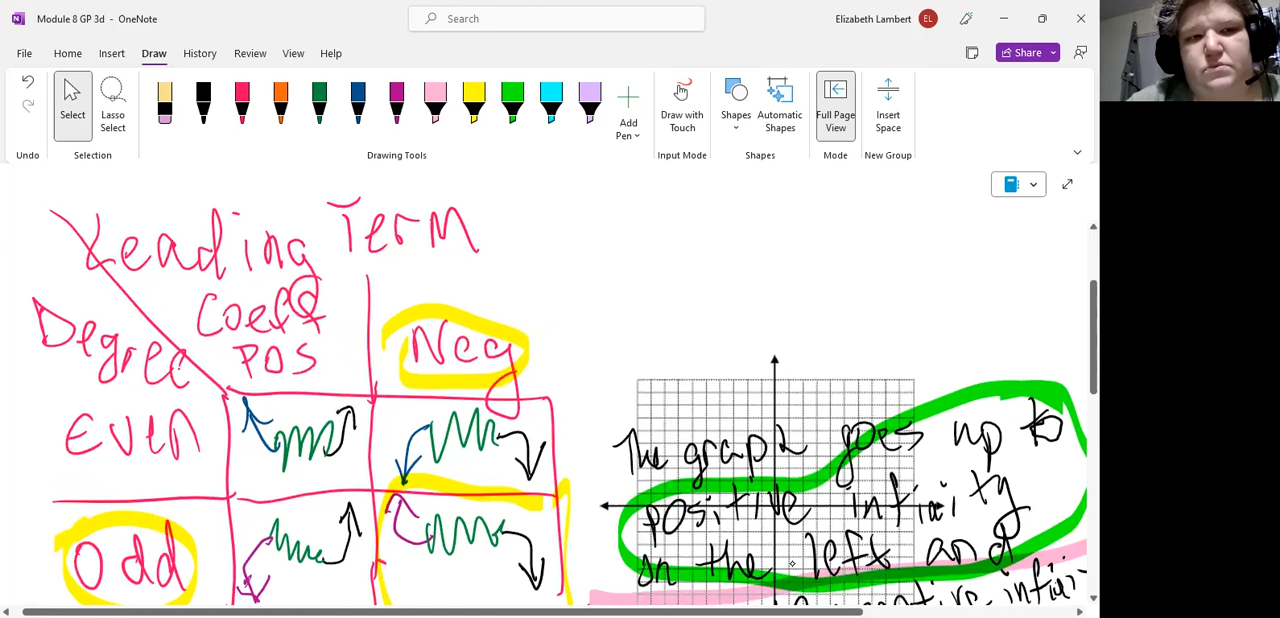 Module 8 GP 3d - OneNote
Search
Elizabeth Lambert EL
File Home Insert Draw History Review View Help
Share
Select
Lasso Select
Add Pen
Draw with Touch
Shapes
Automatic Shapes
Full Page View
Insert Space
Undo
Selection
Drawing Tools
Input Mode
Shapes
Mode
New Group
Leading Term
Degree
Coeff
POS
Neg
EVEN
Odd
The graph goes up to
positive infinity
on the left and